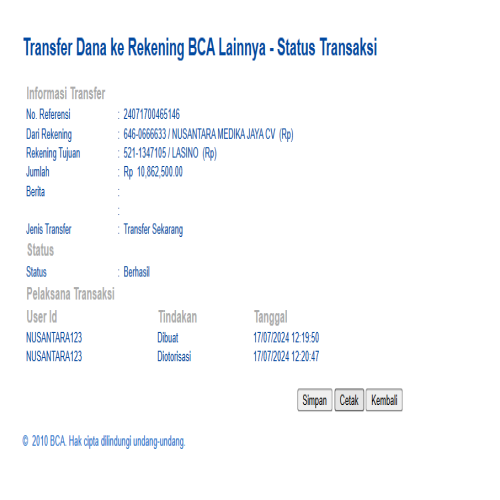 Transfer Dana ke Rekening BCA Lainnya - Status Transaksi
Informasi Transfer
No. Referensi : 24071700465146
Dari Rekening : 646-0666633 / NUSANTARA MEDIKA JAYA CV (Rp)
Rekening Tujuan : 521-1347105 / LASINO (Rp)
Jumlah : Rp 10,862,500.00
Berita :
:
Jenis Transfer : Transfer Sekarang
Status
Status : Berhasil
Pelaksana Transaksi
User Id Tindakan Tanggal
NUSANTARA123 Dibuat 17/07/2024 12:19:50
NUSANTARA123 Diotorisasi 17/07/2024 12:20:47
Simpan Cetak Kembali
© 2010 BCA. Hak cipta dilindungi undang-undang.